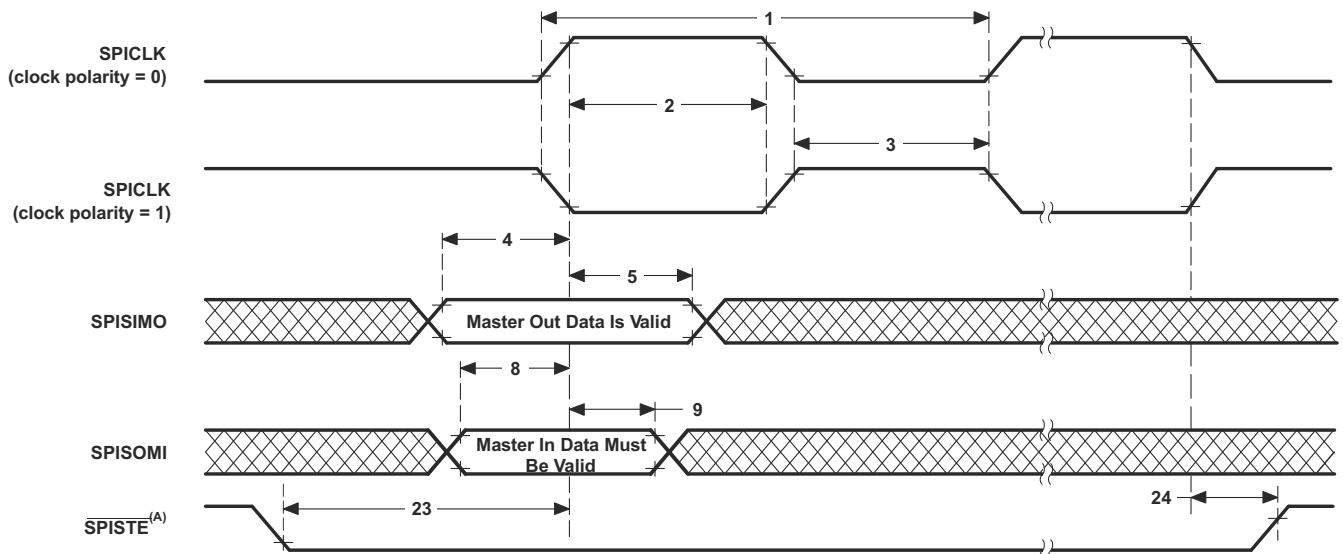 1
SPICLK
(clock polarity = 0)
2
3
SPICLK
(clock polarity = 1)
4
5
SPISIMO
Master Out Data Is Valid
8
9
SPISOMI
Master In Data Must
Be Valid
23
24
SPISTE(A)